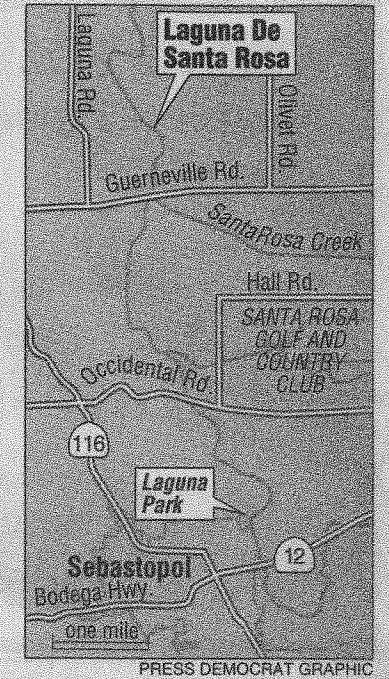 Laguna De
Santa Rosa
Laguna Rd.
Olivet Rd
Guerneville Rd.
Santa Rosa Creek
Hall Rd.
SANTA ROSA
GOLF AND
COUNTRY
CLUB
Occidental Rd.
116
Laguna
Park
12
Sebastopol
Bodega Hwy.
one mile
PRESS DEMOCRAT GRAPHIC